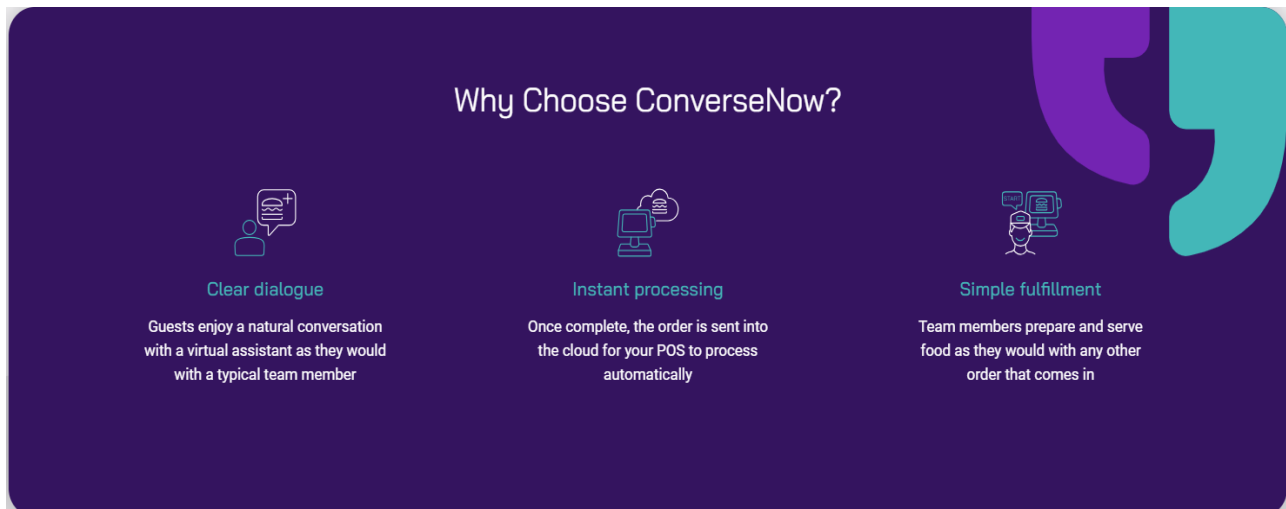 Why Choose ConverseNow?
START
Clear dialogue
Guests enjoy a natural conversation
with a virtual assistant as they would
with a typical team member
Instant processing
Once complete, the order is sent into
the cloud for your POS to process
automatically
Simple fulfillment
Team members prepare and serve
food as they would with any other
order that comes in